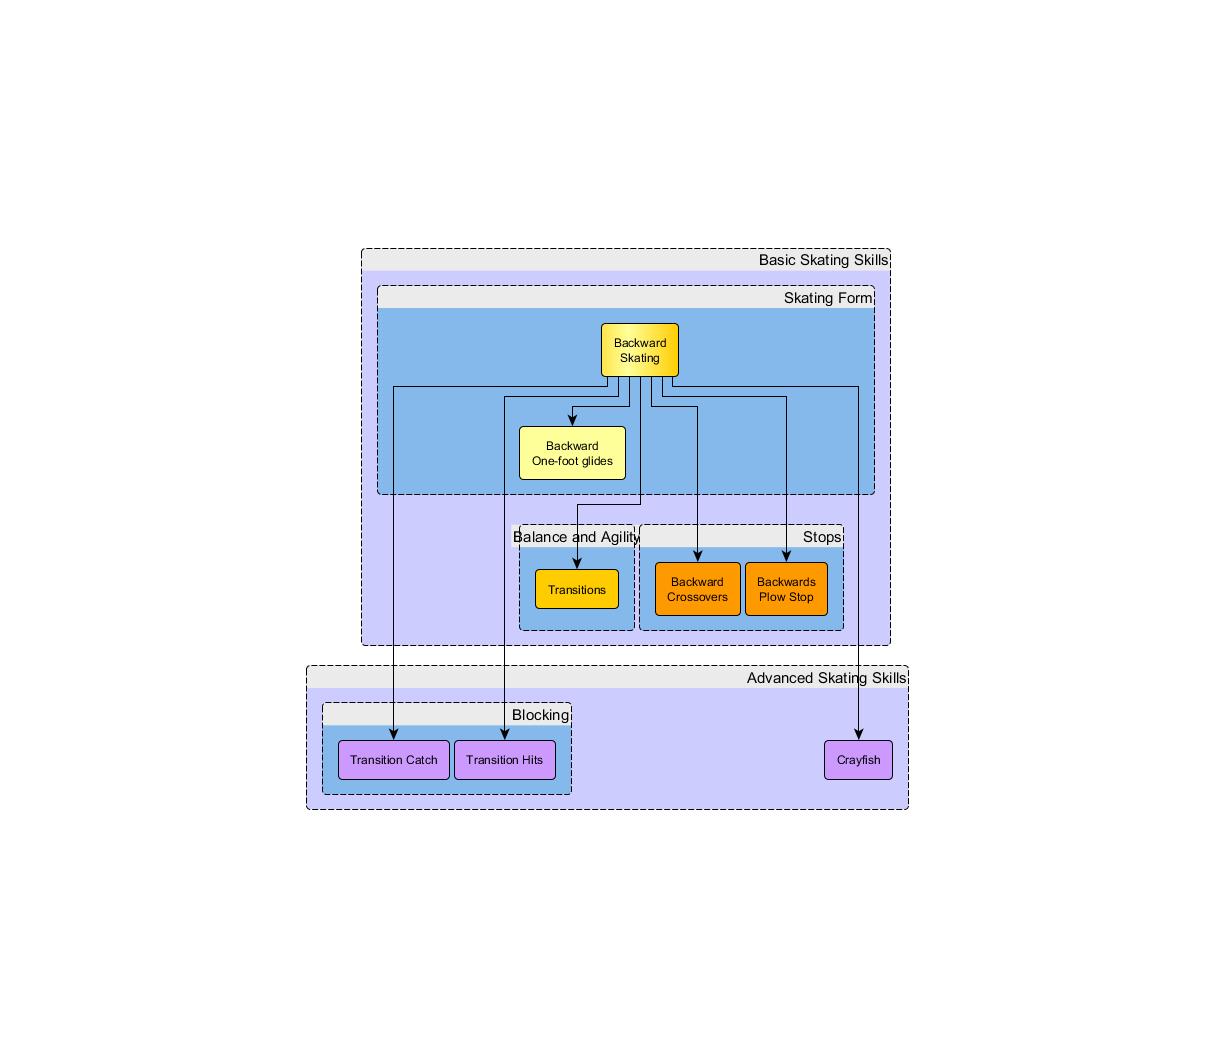 Basic Skating Skills
Skating Form
Backward
Skating
Backward
One-foot glides
Balance and Agility
Stops
Transitions
Backward
Crossovers
Backwards
Plow Stop
Advanced Skating Skills
Blocking
Transition Catch
Transition Hits
Crayfish